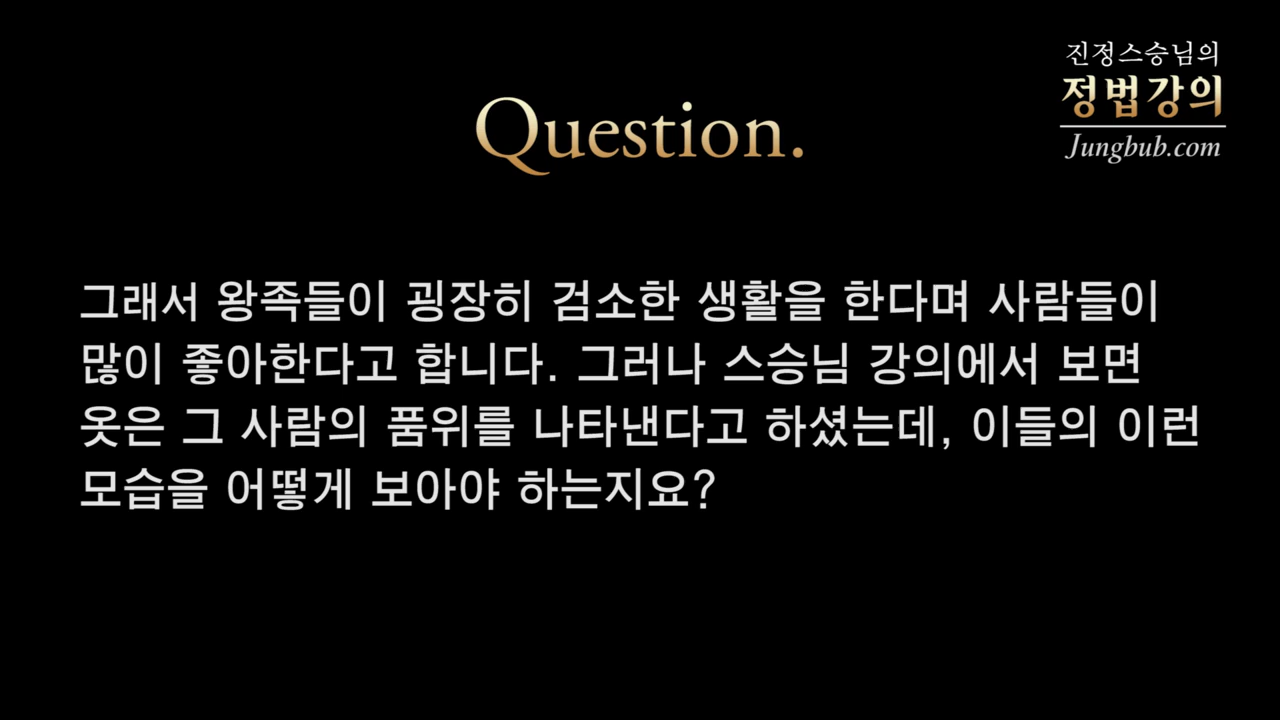 진정스승님의
정법강의
Jungbub.com
Question.
그래서 왕족들이 굉장히 검소한 생활을 한다며 사람들이
많이 좋아한다고 합니다. 그러나 스승님 강의에서 보면
옷은 그 사람의 품위를 나타낸다고 하셨는데, 이들의 이런
모습을 어떻게 보아야 하는지요?